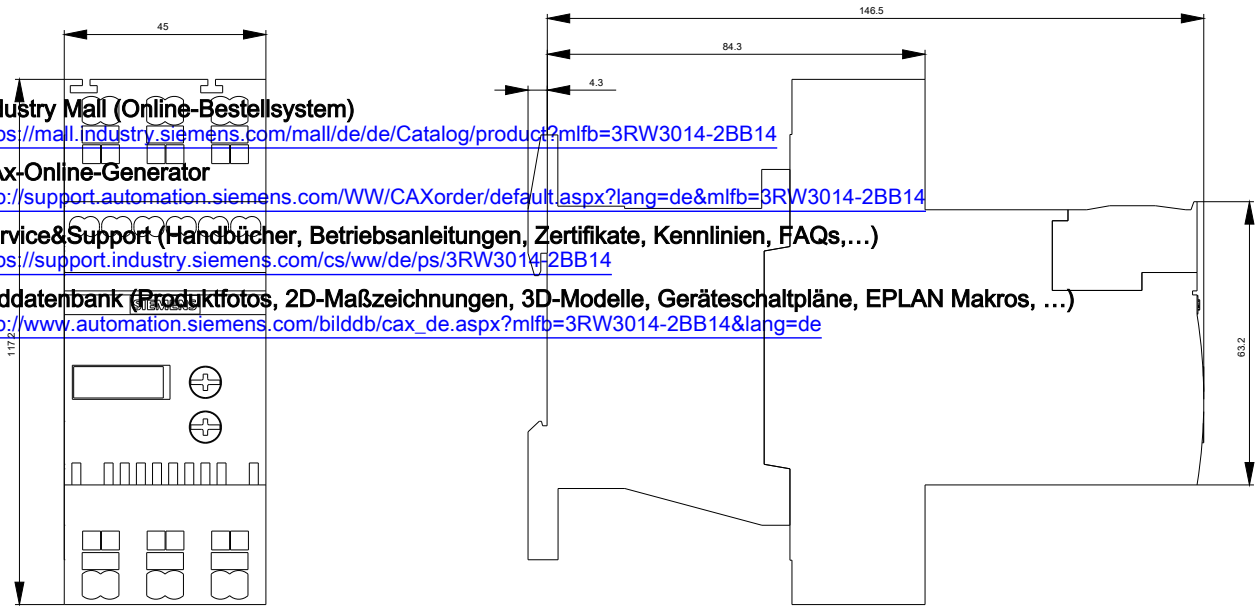 45
146.5
84.3
4.3
dustry Mall (Online-Bestellsystem)
ps://mall.industry.siemens.com/mall/de/de/Catalog/product?mlfb=3RW3014-2BB14
Ax-Online-Generator
p://support.automation.siemens.com/WW/CAXorder/default.aspx?lang=de&mlfb=3RW3014-2BB14
rvice&Support (Handbücher, Betriebsanleitungen, Zertifikate, Kennlinien, FAQs,...)
ps://support.industry.siemens.com/cs/ww/de/ps/3RW3014-2BB14
ddatenbank (Produktfotos, 2D-Maßzeichnungen, 3D-Modelle, Geräteschaltpläne, EPLAN Makros, ...)
SIEMENS
p://www.automation.siemens.com/bilddb/cax_de.aspx?mlfb=3RW3014-2BB14&lang=de
117.2
63.2